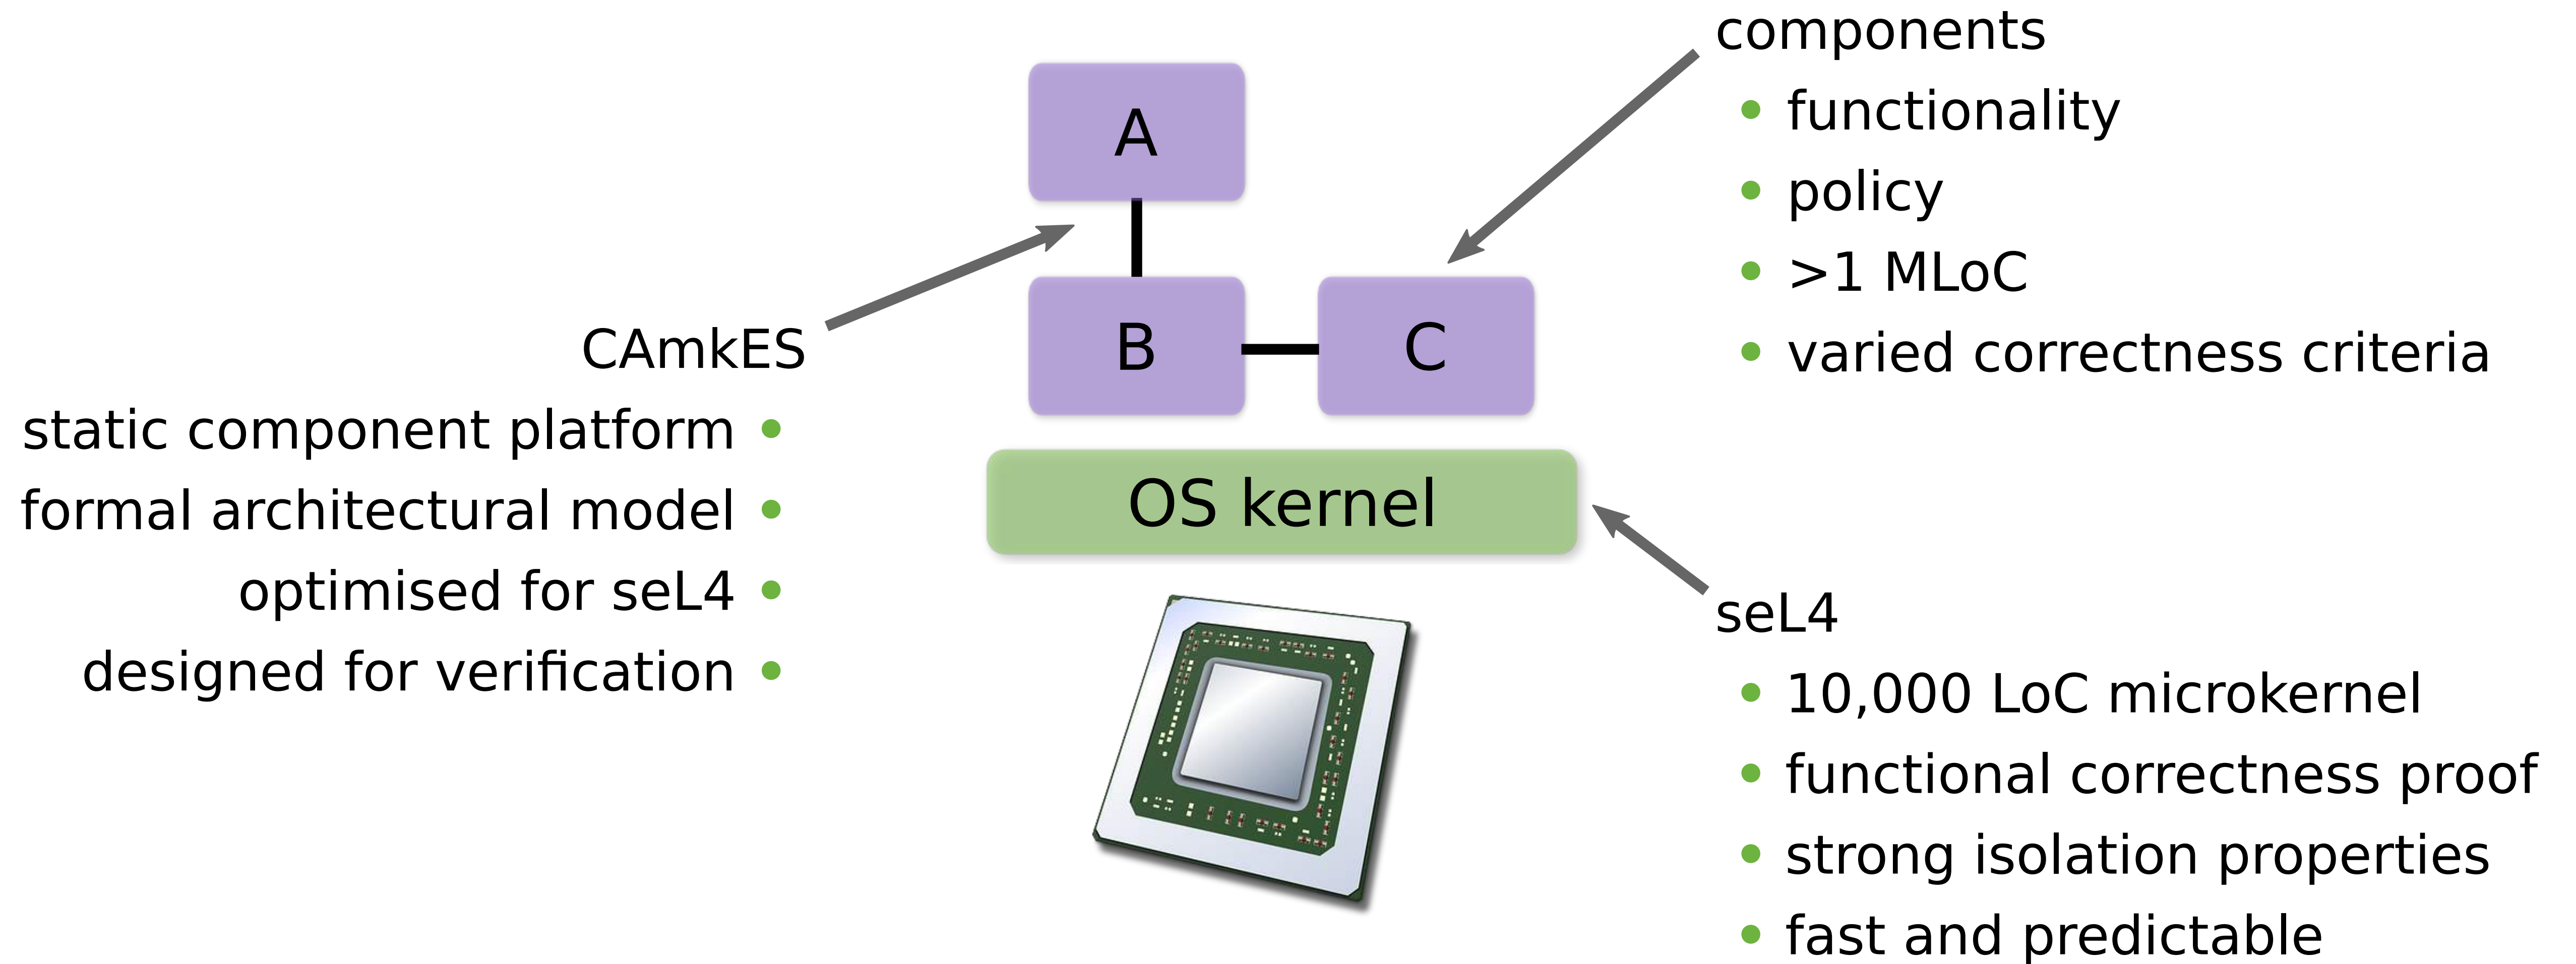 components
• functionality
• policy
• >1 MLoC
• varied correctness criteria
A
B
C
CAmkES
static component platform •
formal architectural model •
optimised for seL4 •
designed for verification •
OS kernel
seL4
• 10,000 LoC microkernel
• functional correctness proof
• strong isolation properties
• fast and predictable